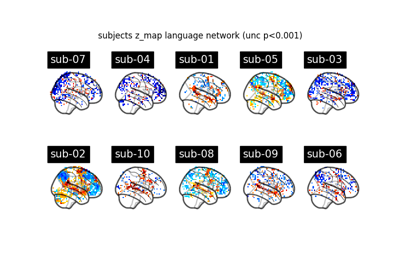 subjects z_map language network (unc p<0.001)
sub-07 sub-04 sub-01 sub-05 sub-03
sub-02 sub-10 sub-08 sub-09 sub-06